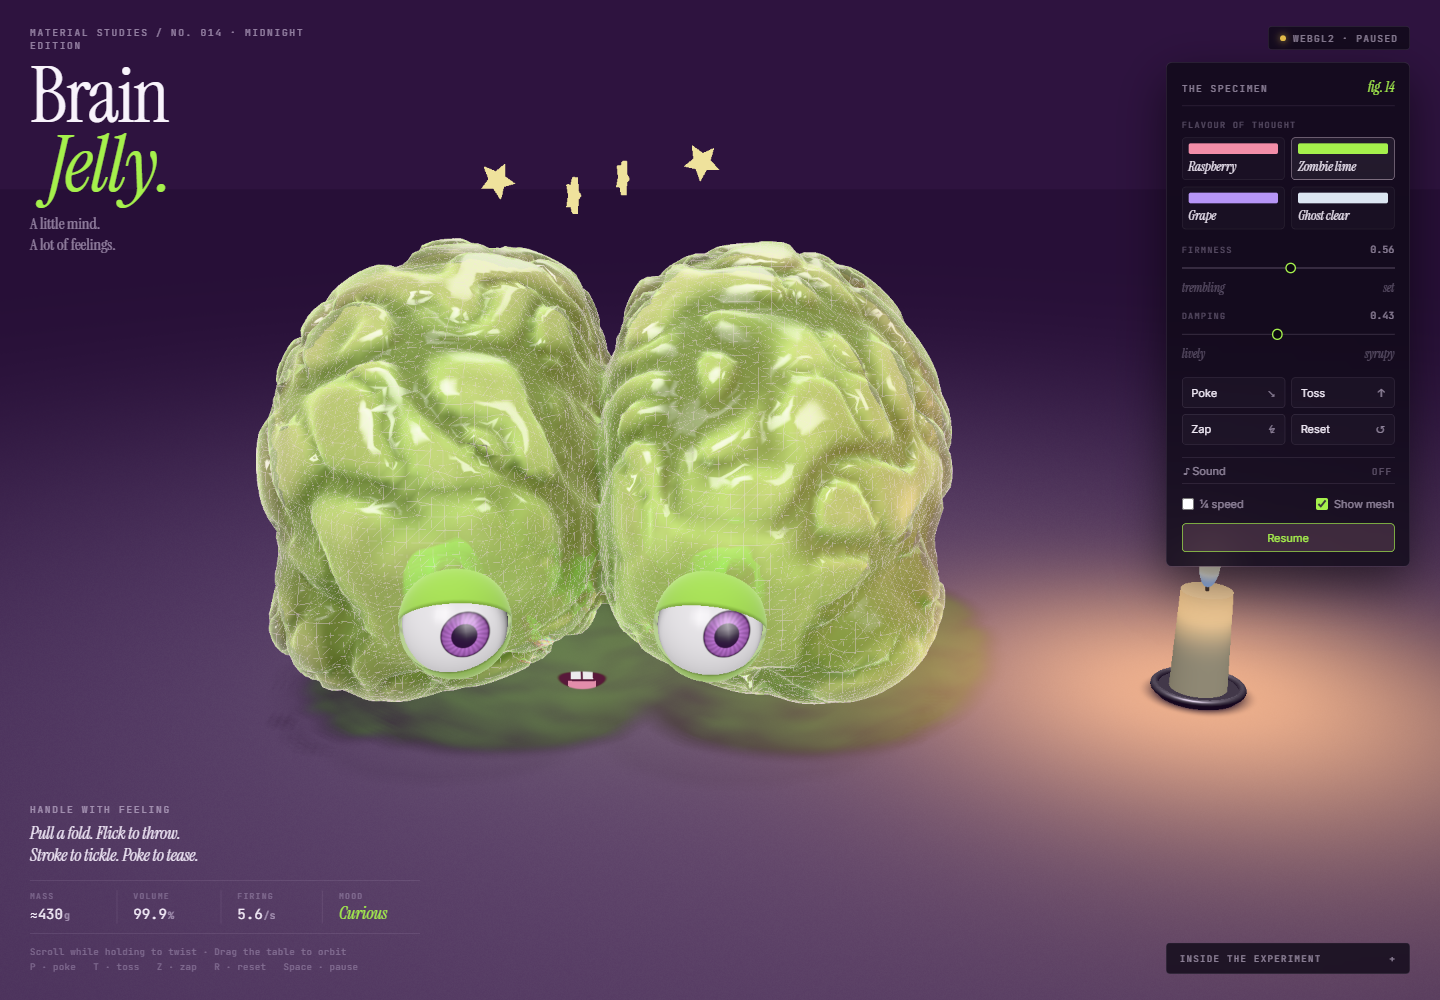 MATERIAL STUDIES / NO. 014 · MIDNIGHT
EDITION
Brain
Jelly.
A little mind.
A lot of feelings.
WEBGL2 · PAUSED
THE SPECIMEN
fig. 14
FLAVOUR OF THOUGHT
Raspberry
Zombie lime
Grape
Ghost clear
FIRMNESS
0.56
trembling
set
DAMPING
0.43
lively
syrupy
Poke ↘
Toss ↑
Zap
Reset ↺
♪ Sound
OFF
¼ speed
Show mesh
Resume
HANDLE WITH FEELING
Pull a fold. Flick to throw.
Stroke to tickle. Poke to tease.
MASS
≈430g
VOLUME
99.9%
FIRING
5.6/s
MOOD
Curious
Scroll while holding to twist · Drag the table to orbit
P · poke T · toss Z · zap R · reset Space · pause
INSIDE THE EXPERIMENT +